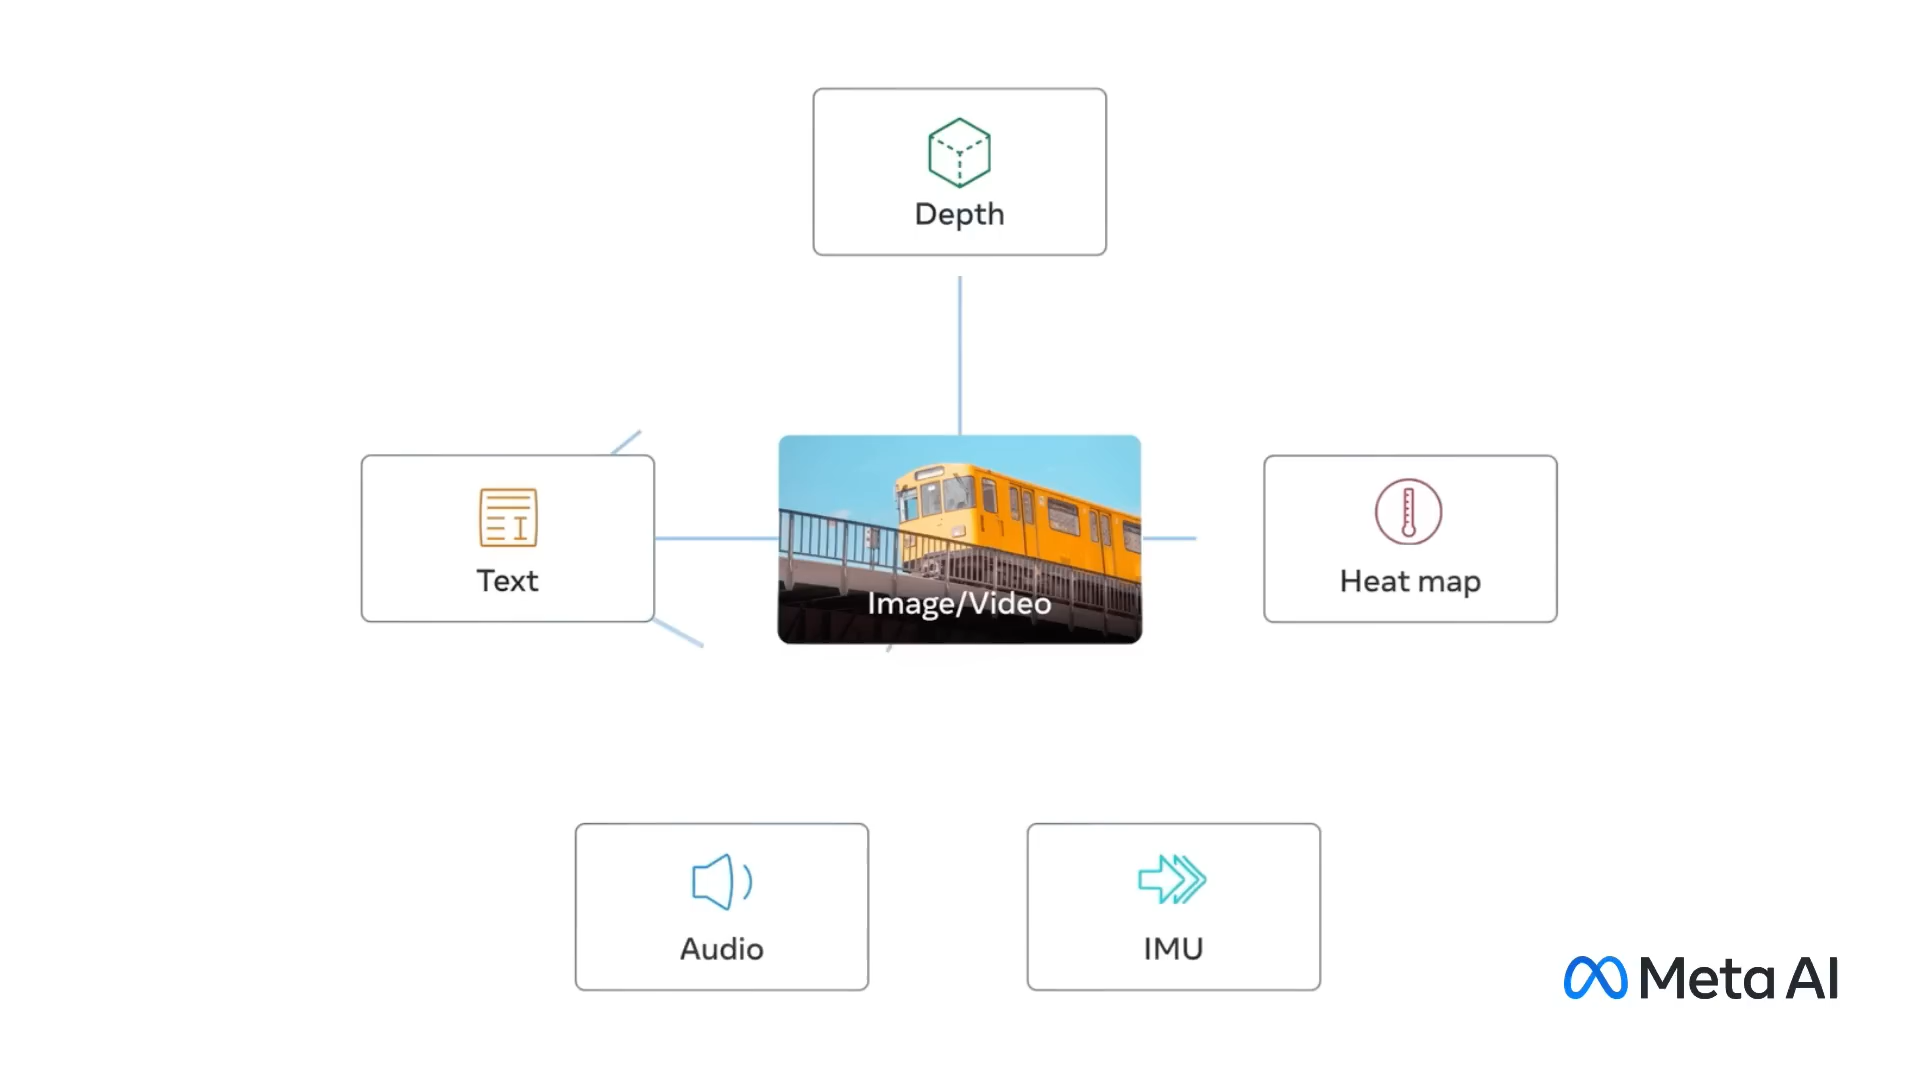 Depth
Text
Image/Video
Heat map
Audio
IMU
Meta AI